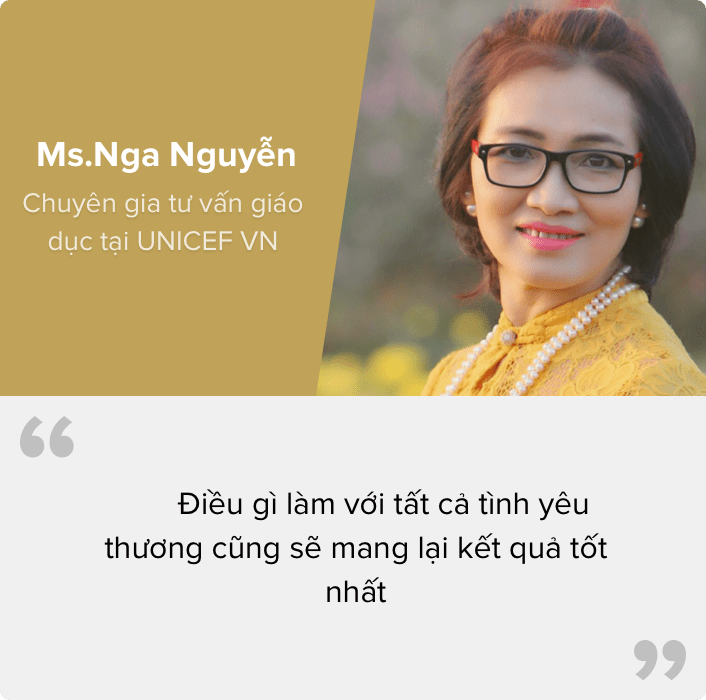 Ms.Nga Nguyễn
Chuyên gia tư vấn giáo
dục tại UNICEF VN
“
Điều gì làm với tất cả tình yêu
thương cũng sẽ mang lại kết quả tốt
nhất
”